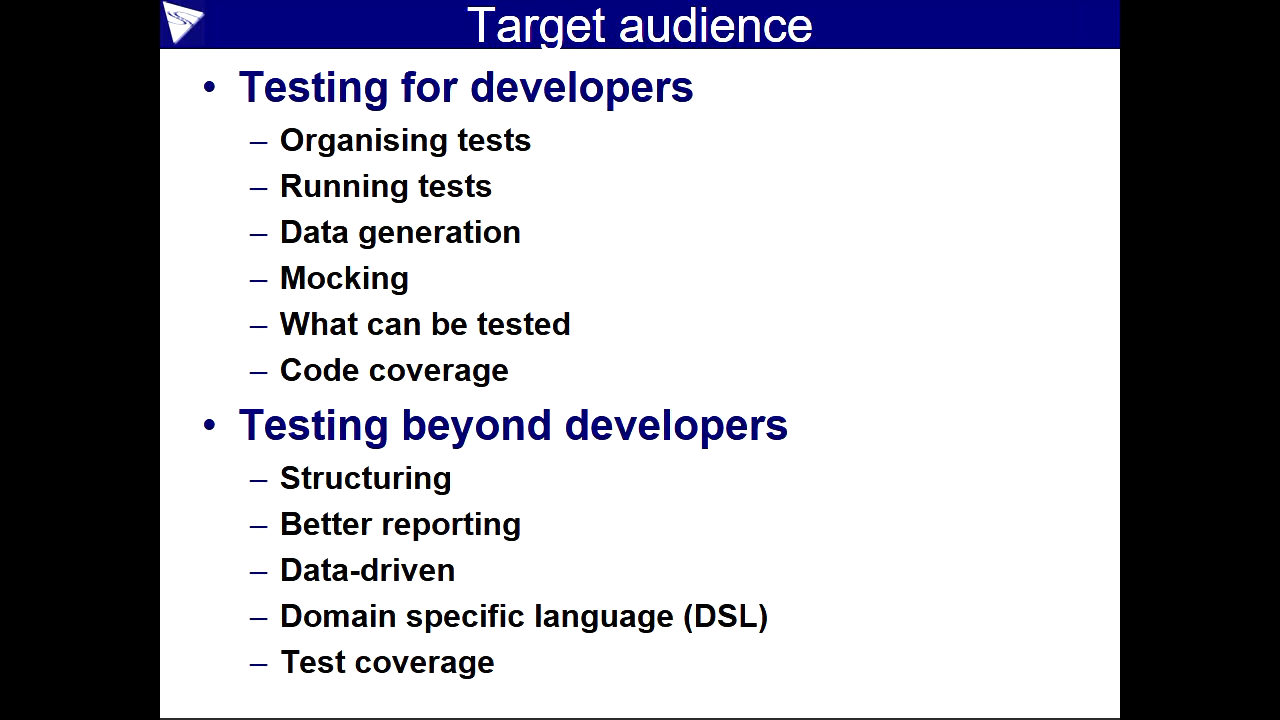 Target audience
• Testing for developers
– Organising tests
– Running tests
– Data generation
– Mocking
– What can be tested
– Code coverage
• Testing beyond developers
– Structuring
– Better reporting
– Data-driven
– Domain specific language (DSL)
– Test coverage